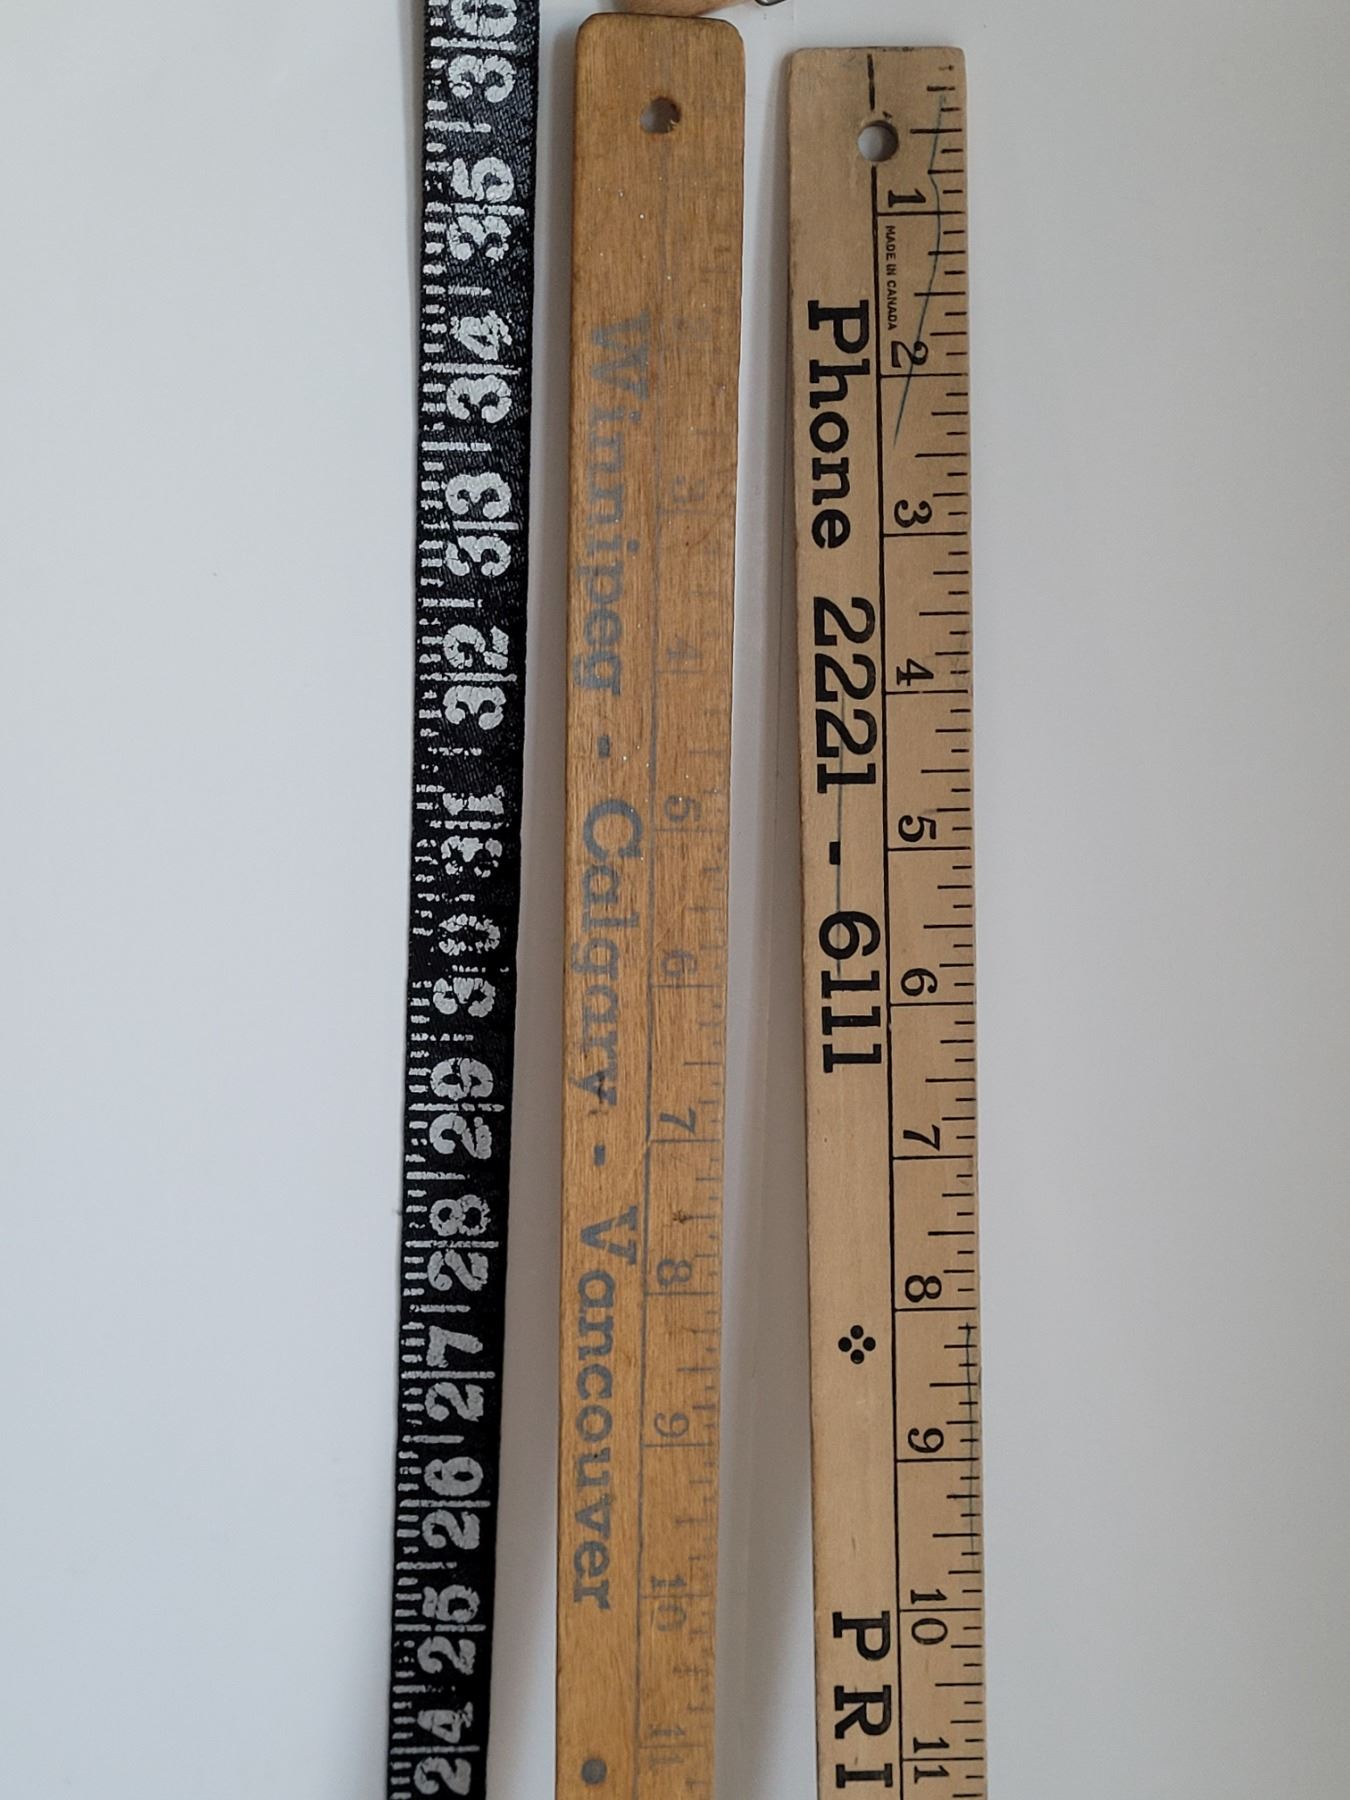 36 35 34 33 32 31 30 29 28 27 26 25 24
Winnipeg · Calgary · Vancouver
2 3 4 5 6 7 8 9 10 11
1 2 3 4 5 6 7 8 9 10 11
MADE IN CANADA
Phone 2221 - 6111 PRI